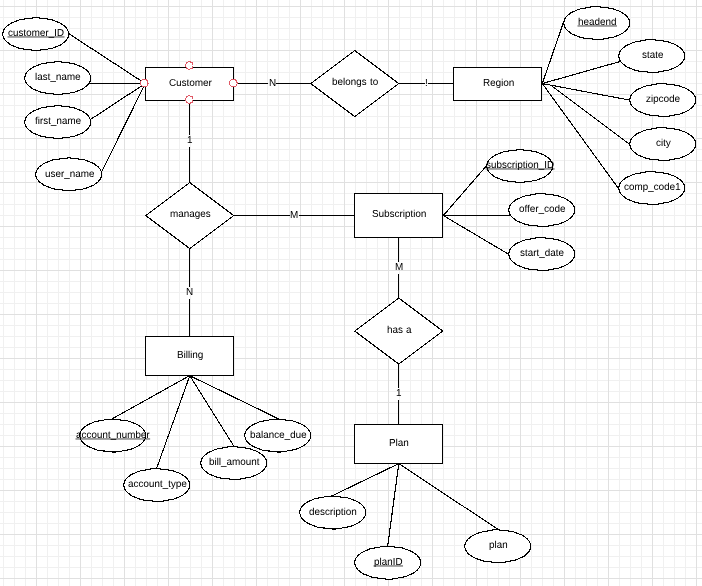 headend
customer_ID
state
last_name
Customer
N
belongs to
!
Region
zipcode
first_name
1
city
subscription_ID
user_name
comp_code1
manages
M
Subscription
offer_code
start_date
M
N
has a
Billing
1
account_number
balance_due
Plan
bill_amount
account_type
description
plan
planID